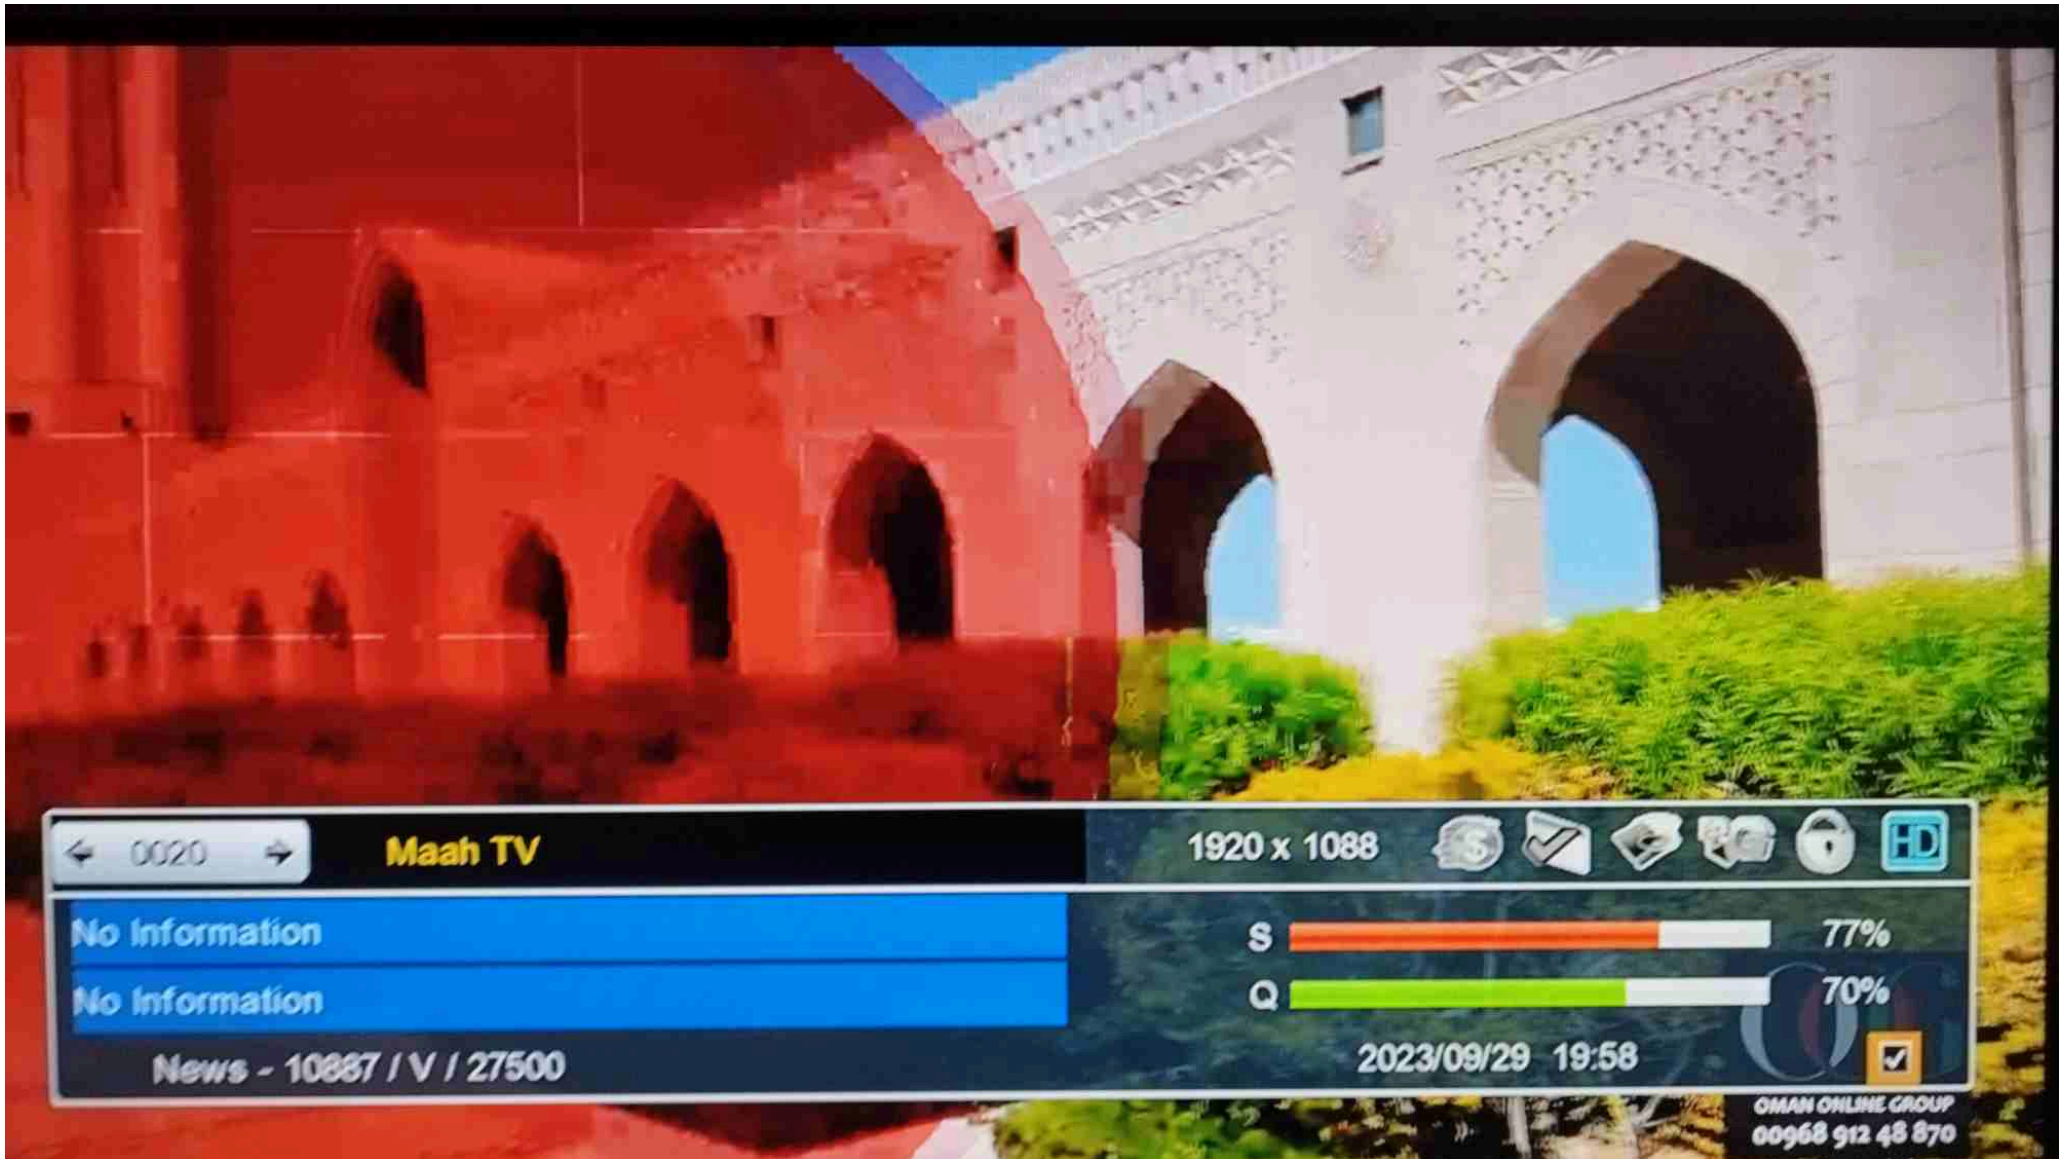 0020
Maah TV
1920 x 1088
HD
No Information
S 77%
No Information
Q 70%
News - 10887 / V / 27500
2023/09/29 19:58
OMAN ONLINE GROUP
00968 912 48 870